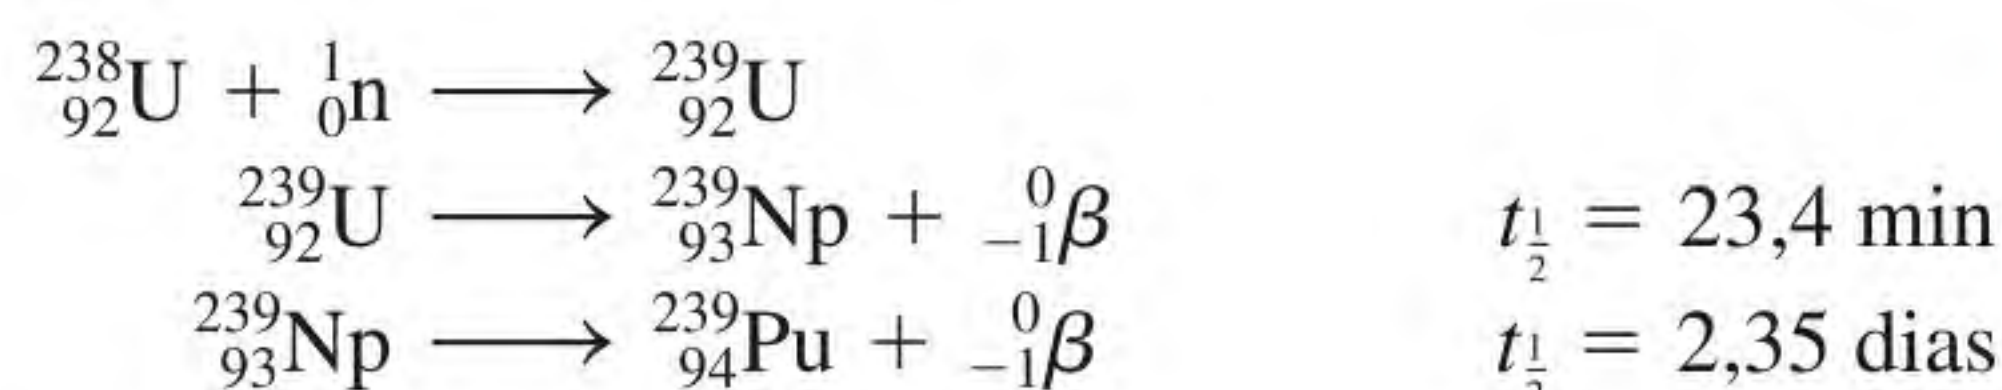 ²³⁸₉₂U + ¹₀n ⟶ ²³⁹₉₂U
²³⁹₉₂U ⟶ ²³⁹₉₃Np + ⁰₋₁β t½ = 23,4 min
²³⁹₉₃Np ⟶ ²³⁹₉₄Pu + ⁰₋₁β t½ = 2,35 dias